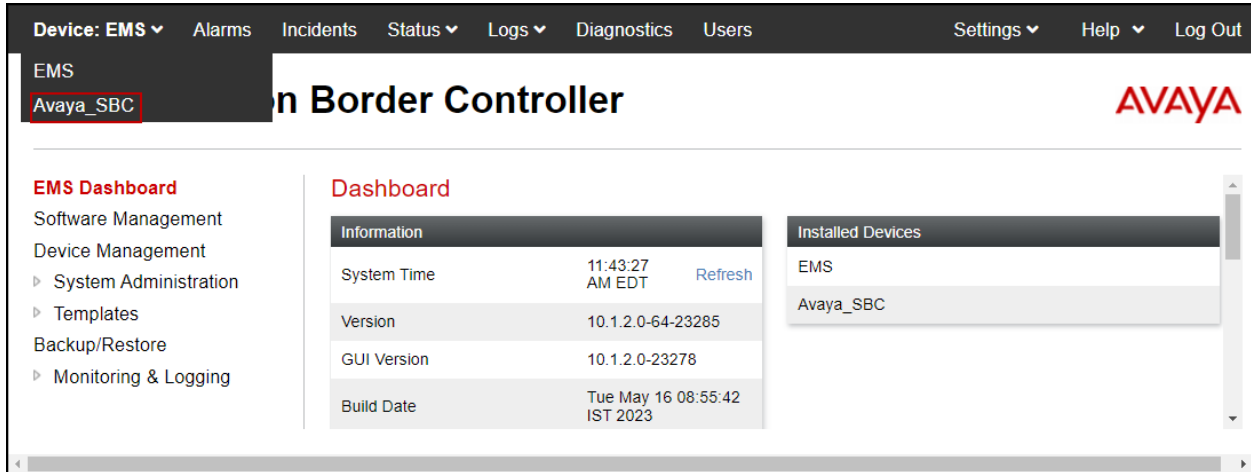 Device: EMS Alarms Incidents Status Logs Diagnostics Users Settings Help Log Out
EMS
Avaya_SBC
n Border Controller
AVAYA
EMS Dashboard
Software Management
Device Management
System Administration
Templates
Backup/Restore
Monitoring & Logging
Dashboard
Information
System Time 11:43:27 AM EDT Refresh
Version 10.1.2.0-64-23285
GUI Version 10.1.2.0-23278
Build Date Tue May 16 08:55:42 IST 2023
Installed Devices
EMS
Avaya_SBC